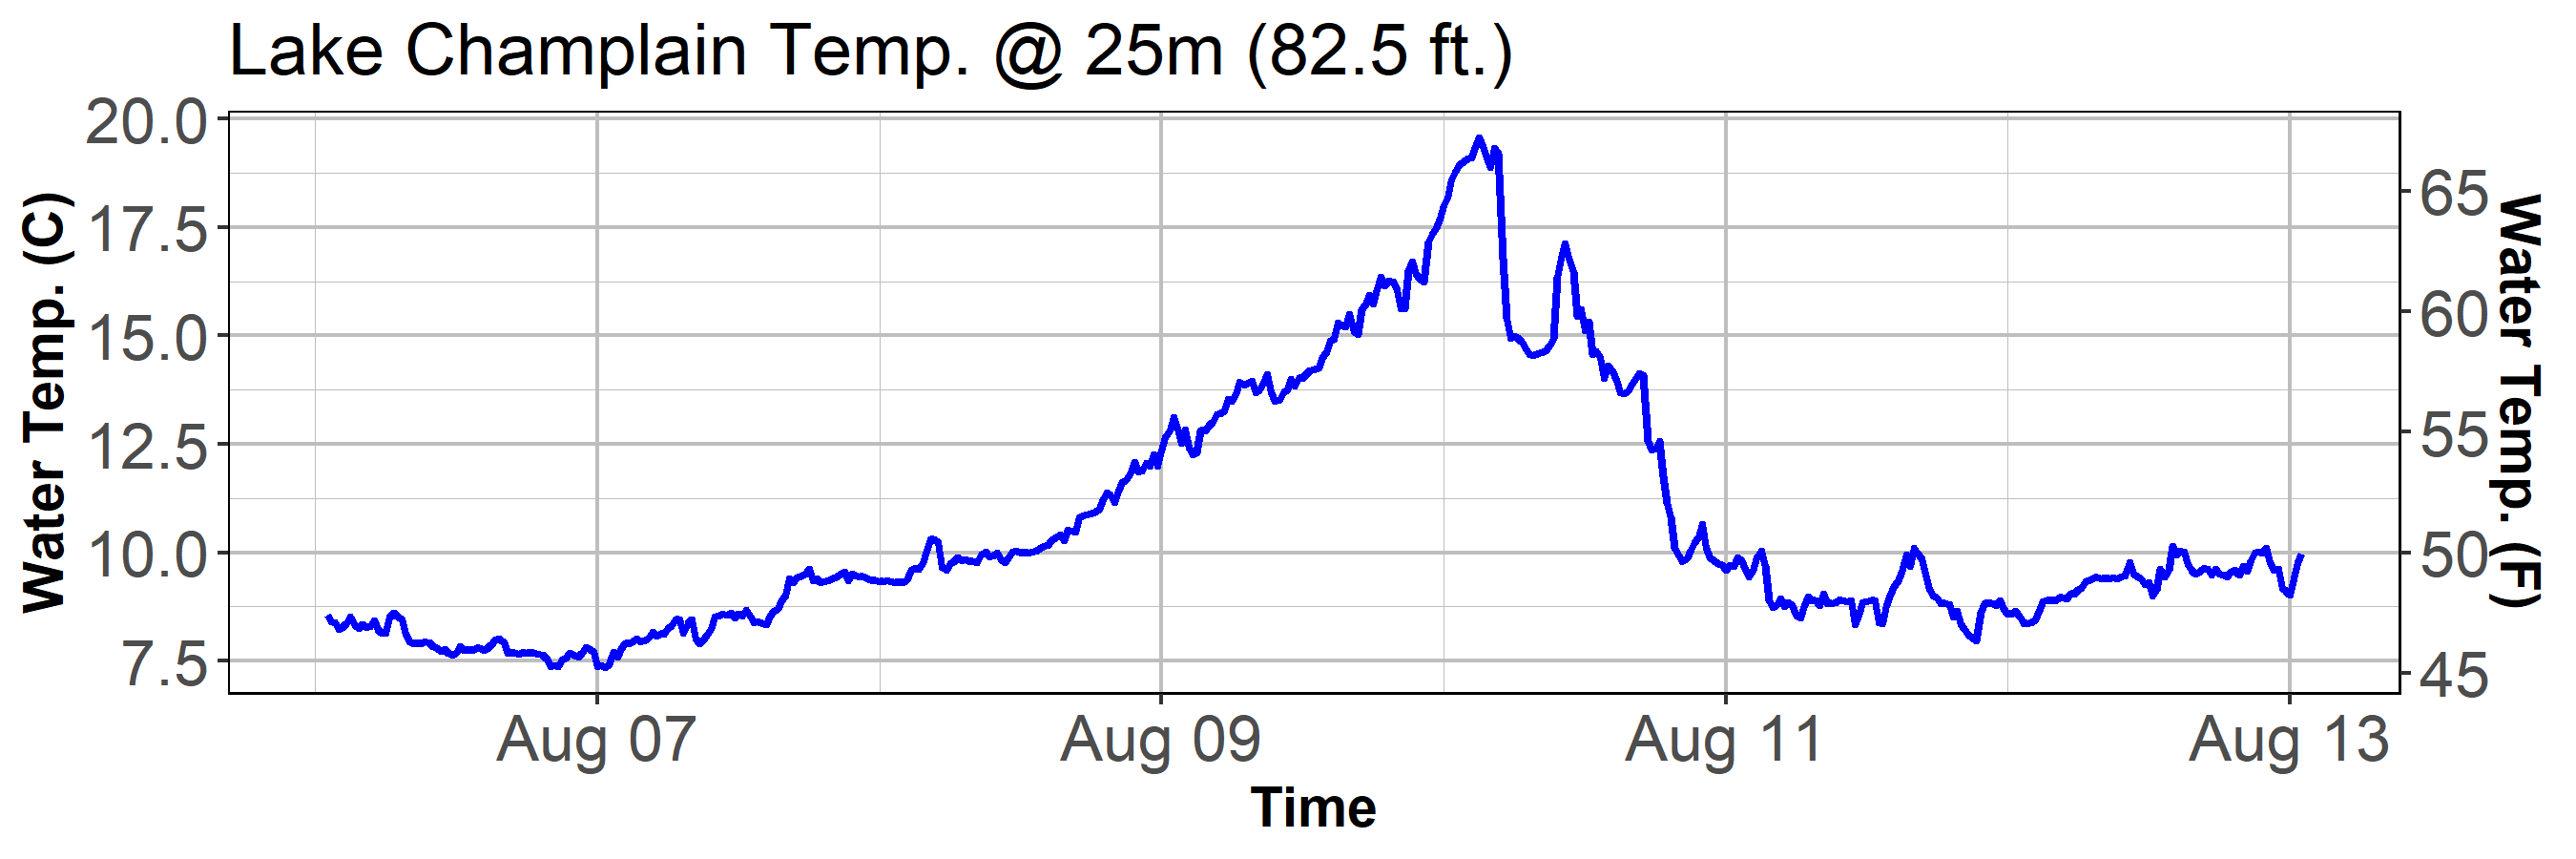 Lake Champlain Temp. @ 25m (82.5 ft.)
Water Temp. (C)
20.0
17.5
15.0
12.5
10.0
7.5
65
60
55
50
45
Water Temp. (F)
Aug 07 Aug 09 Aug 11 Aug 13
Time